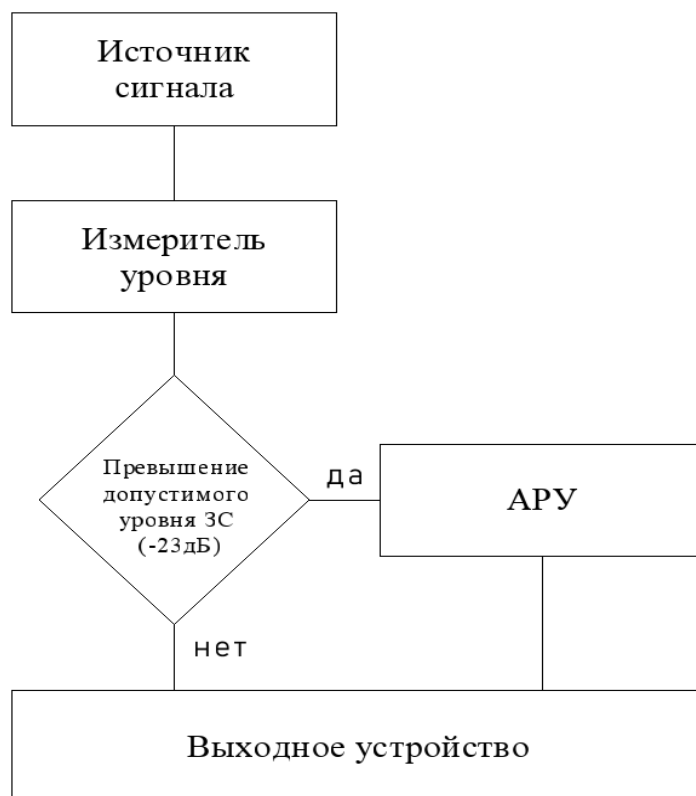 Источник
сигнала
Измеритель
уровня
Превышение
допустимого
уровня ЗС
(-23дБ)
да
АРУ
нет
Выходное устройство